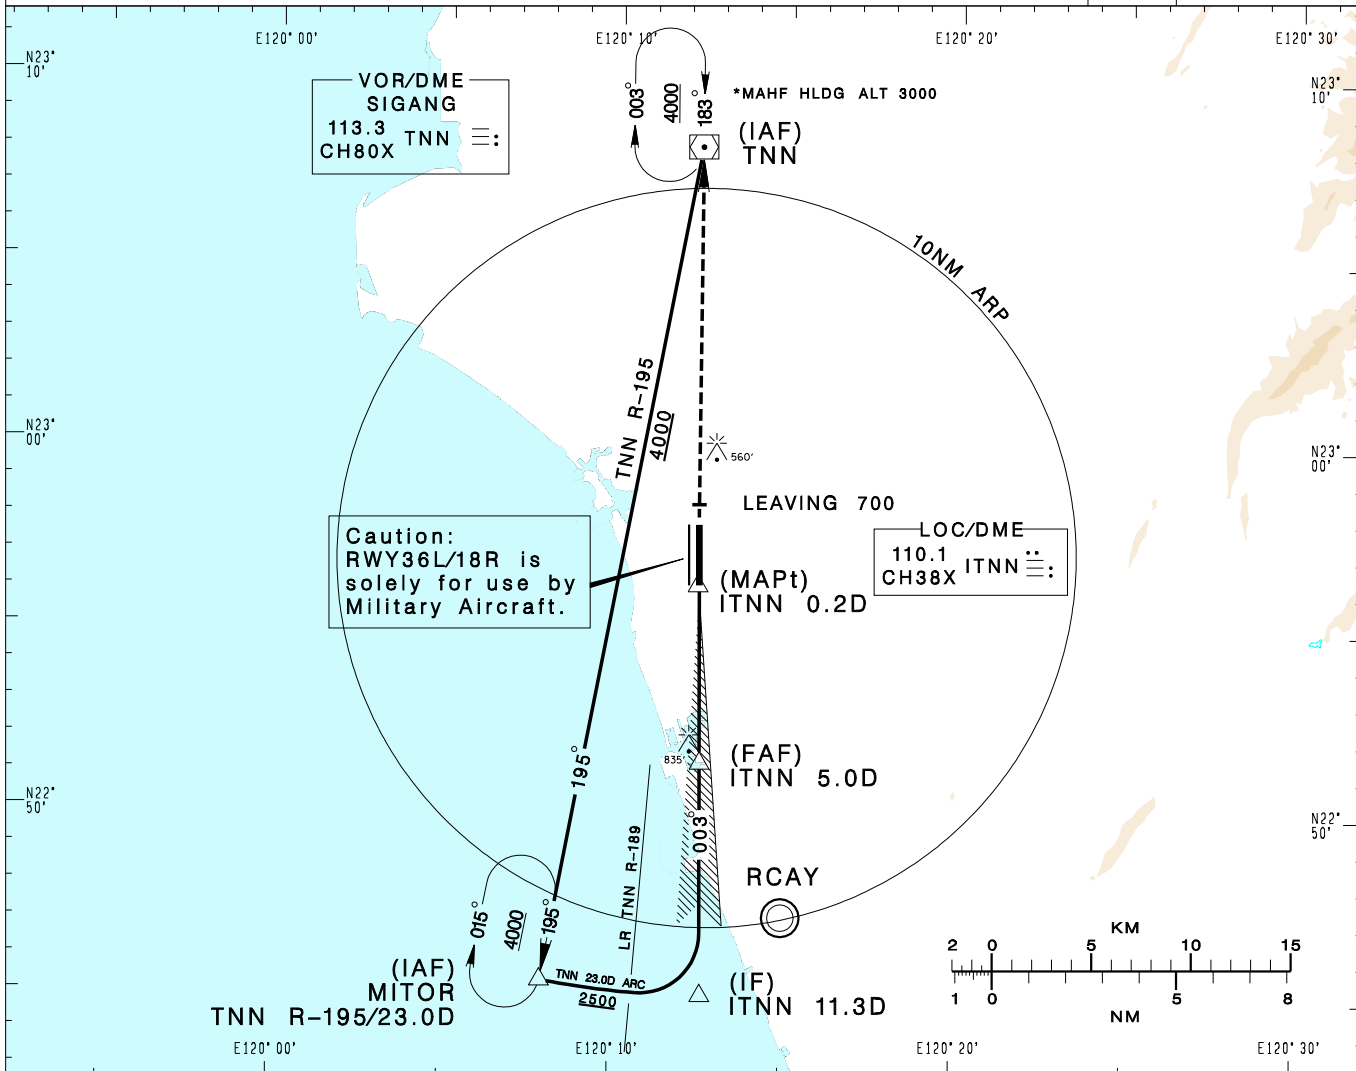 E120° 00'
E120° 10'
E120° 20'
E120° 30'
N23°
10'
N23°
10'
VOR/DME
SIGANG
113.3
CH80X
TNN
003°
4000
183°
*MAHF HLDG ALT 3000
(IAF)
TNN
10NM ARP
TNN R-195
4000
N23°
00'
N23°
00'
560'
LEAVING 700
Caution:
RWY36L/18R is
solely for use by
Military Aircraft.
LOC/DME
110.1
CH38X
ITNN
(MAPt)
ITNN 0.2D
835'
(FAF)
ITNN 5.0D
195°
003°
N22°
50'
N22°
50'
LR TNN R-189
RCAY
015°
4000
195°
(IAF)
MITOR
TNN R-195/23.0D
TNN 23.0D ARC
2500
(IF)
ITNN 11.3D
KM
2 0 5 10 15
1 0 5 8
NM
E120° 00'
E120° 10'
E120° 20'
E120° 30'